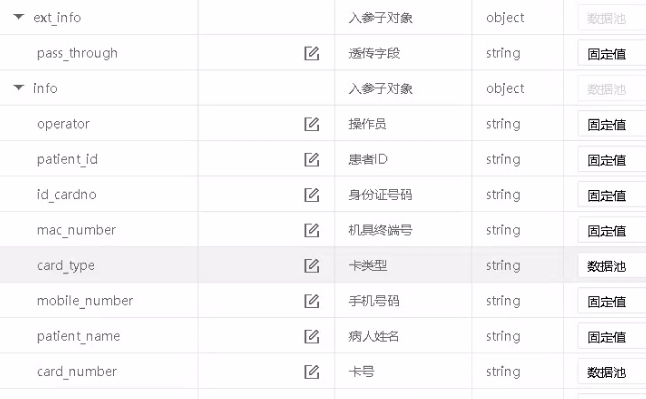 ext_info 入参子对象 object 数据池
pass_through 透传字段 string 固定值
info 入参子对象 object 数据池
operator 操作员 string 固定值
patient_id 患者ID string 固定值
id_cardno 身份证号码 string 固定值
mac_number 机具终端号 string 固定值
card_type 卡类型 string 数据池
mobile_number 手机号码 string 固定值
patient_name 病人姓名 string 固定值
card_number 卡号 string 数据池